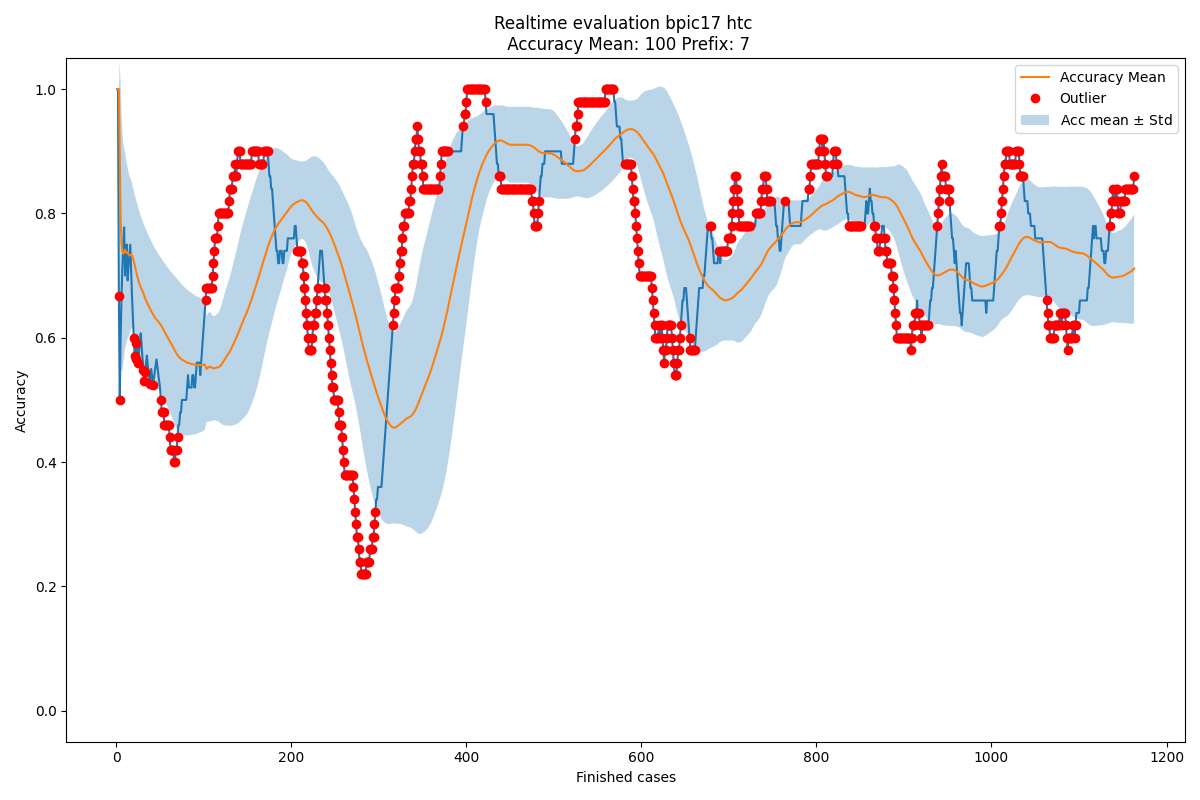 Realtime evaluation bpic17 htc
Accuracy Mean: 100 Prefix: 7
Accuracy Mean
Outlier
Acc mean ± Std
1.0
0.8
0.6
0.4
0.2
0.0
Accuracy
0
200
400
600
800
1000
1200
Finished cases